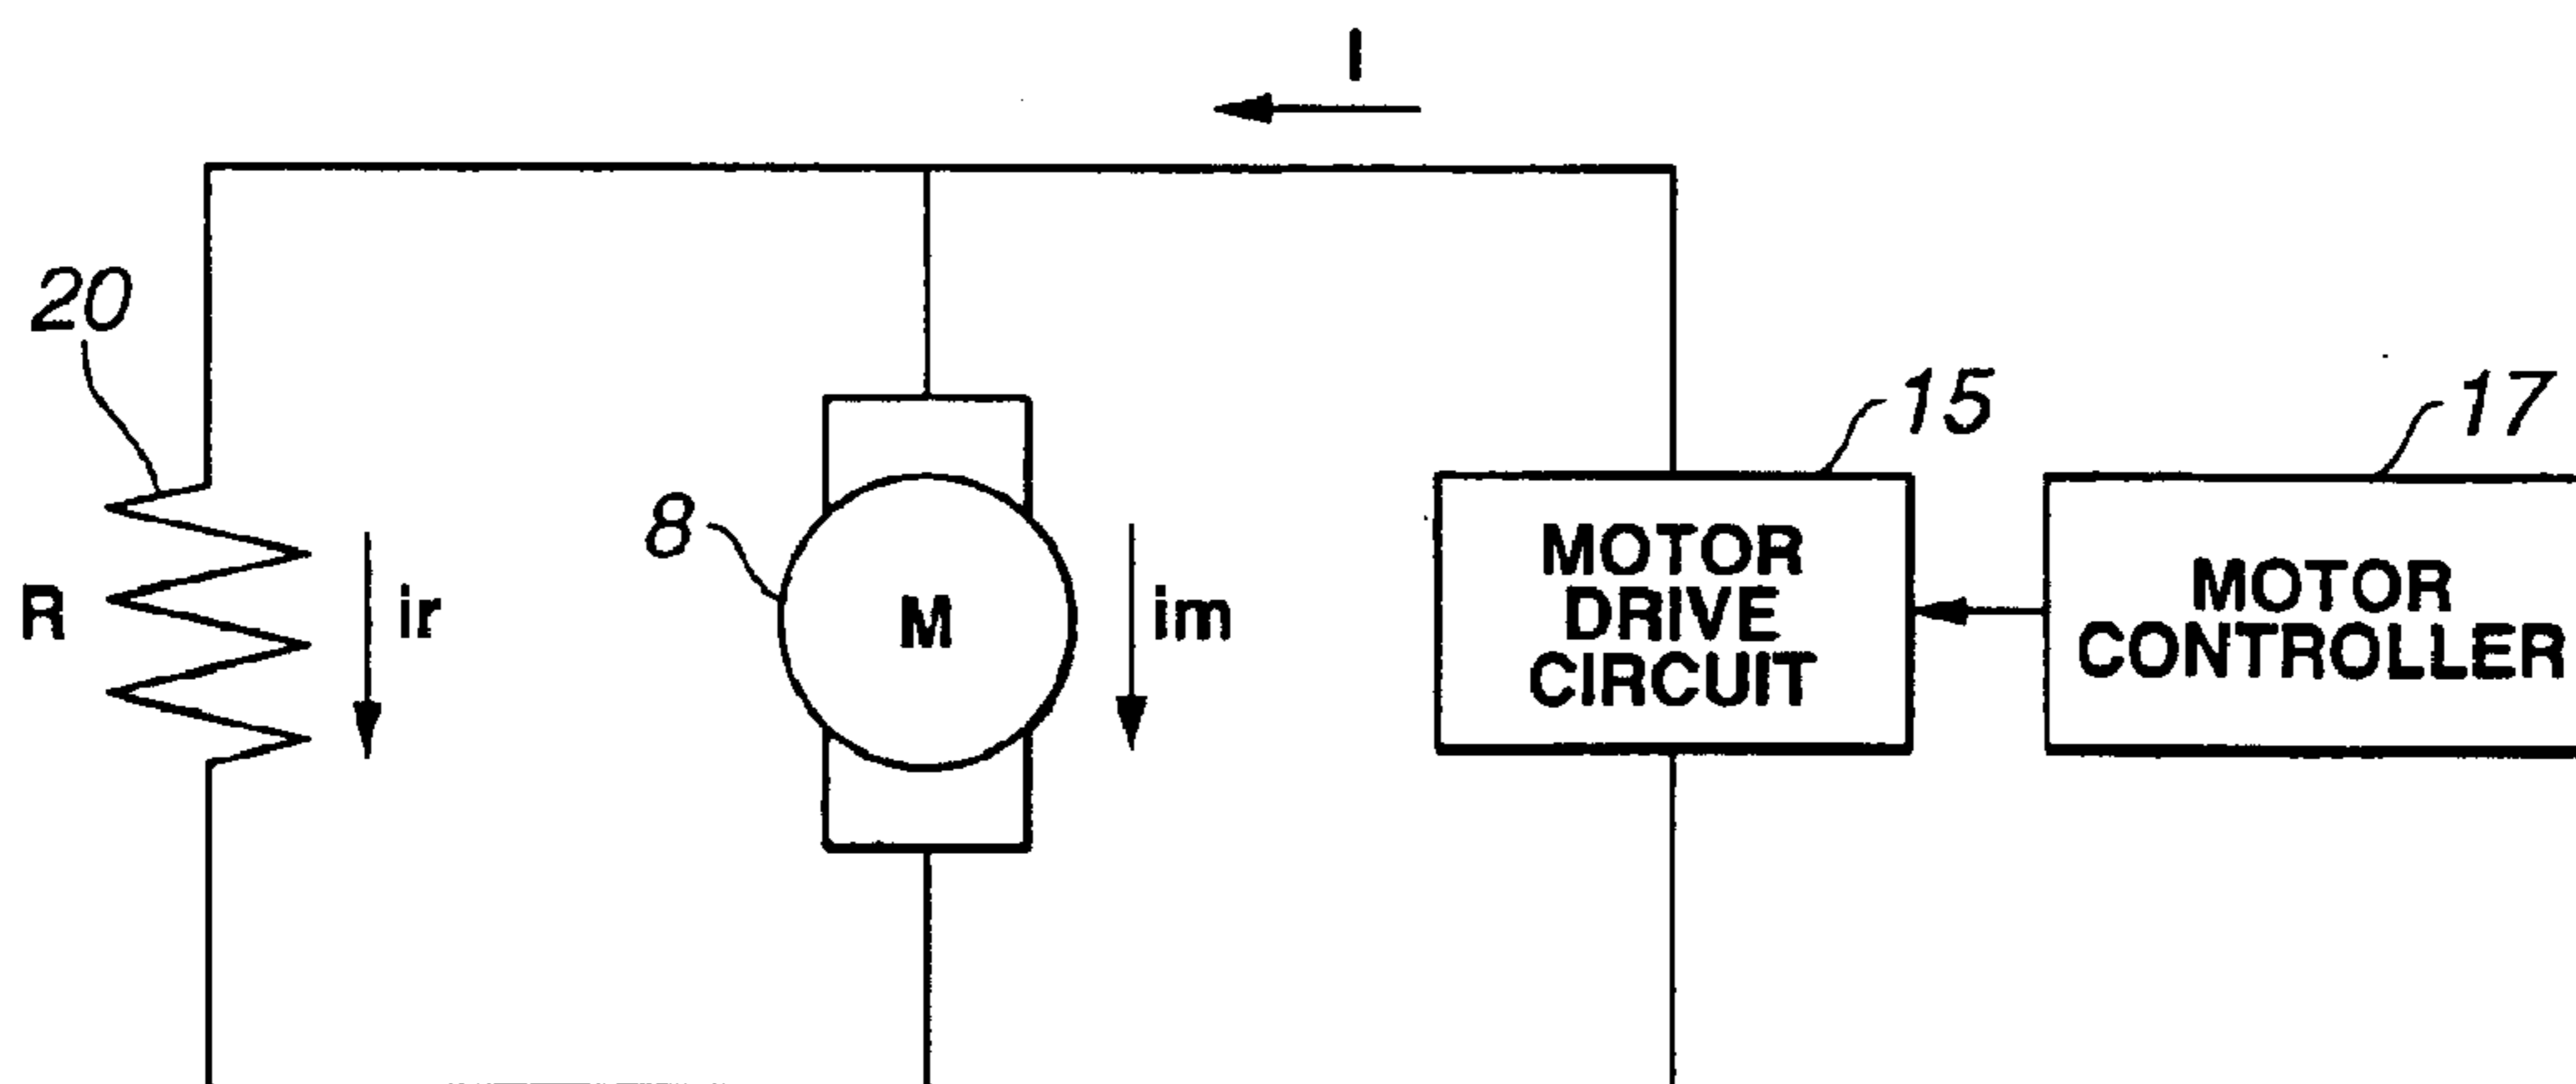 I
20
15
17
8
R
ir
M
im
MOTOR
DRIVE
CIRCUIT
MOTOR
CONTROLLER